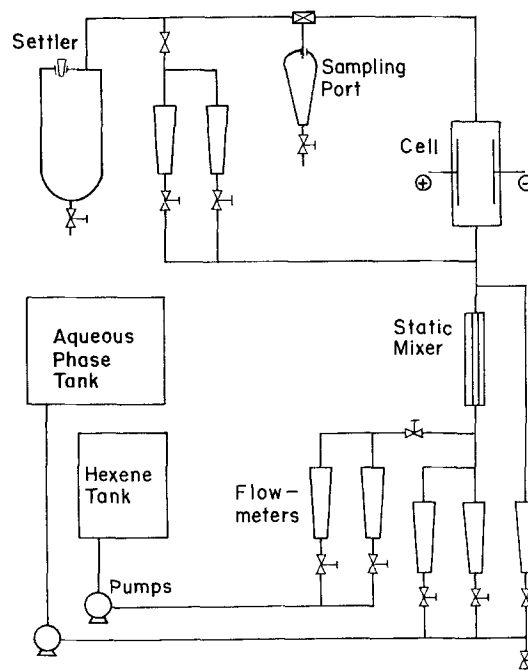 Settler
Sampling
Port
Cell
⊕
⊖
Aqueous
Phase
Tank
Static
Mixer
Hexene
Tank
Flow-
meters
Pumps